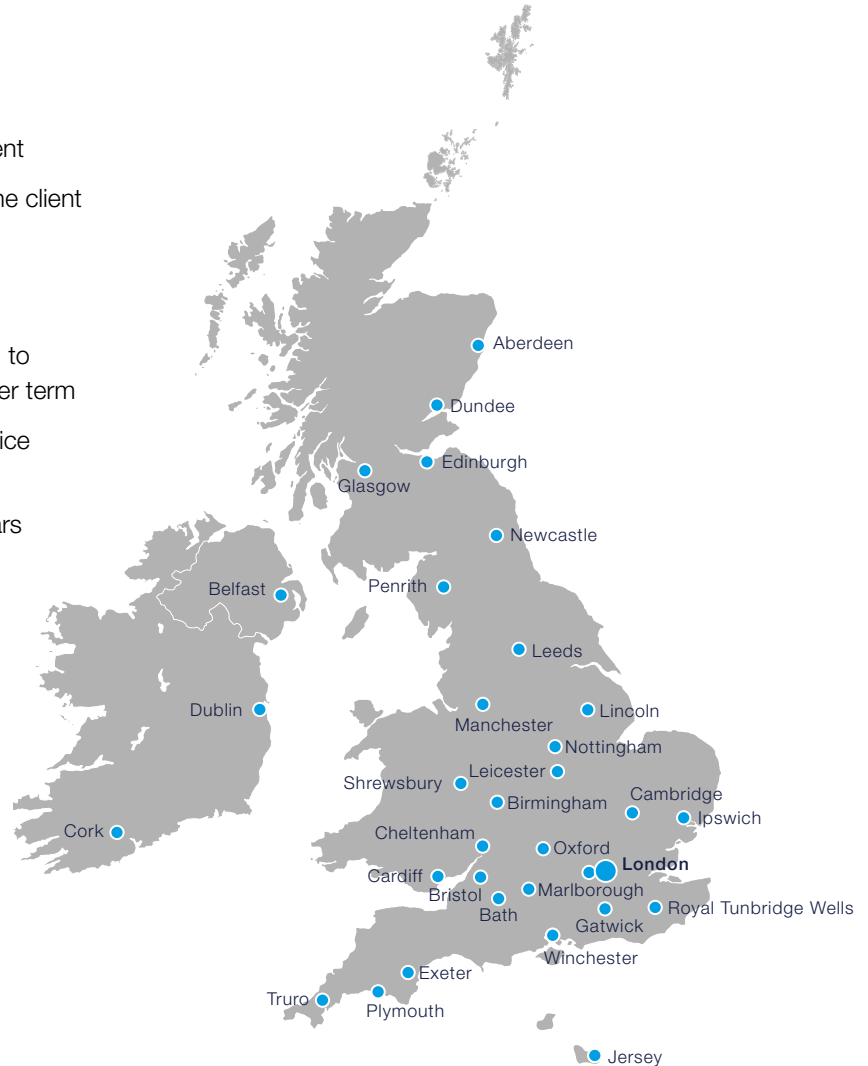 ent
ne client
to
er term
ice
ars
Aberdeen
Dundee
Edinburgh
Glasgow
Newcastle
Penrith
Belfast
Leeds
Dublin
Lincoln
Manchester
Nottingham
Leicester
Shrewsbury
Cambridge
Birmingham
Ipswich
Cork
Cheltenham
Oxford
London
Cardiff
Marlborough
Bristol
Royal Tunbridge Wells
Bath
Gatwick
Winchester
Exeter
Truro
Plymouth
Jersey